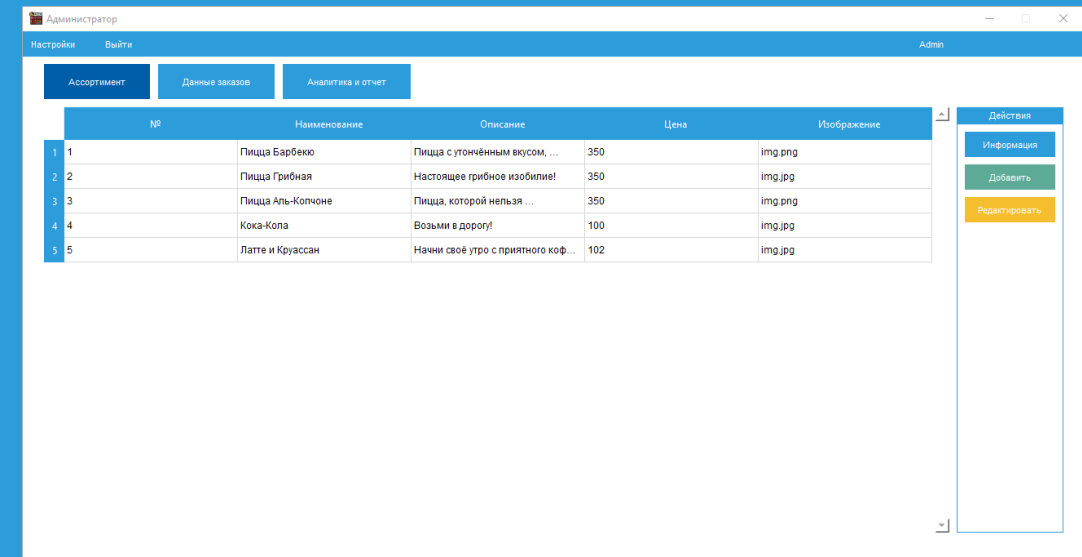 Администратор
Настройки Выйти Admin
Ассортимент Данные заказов Аналитика и отчет
№ Наименование Описание Цена Изображение Действия
1 1 Пицца Барбекю Пицца с утончённым вкусом, ... 350 img.png Информация
2 2 Пицца Грибная Настоящее грибное изобилие! 350 img.jpg Добавить
3 3 Пицца Аль-Копчоне Пицца, которой нельзя ... 350 img.png Редактировать
4 4 Кока-Кола Возьми в дорогу! 100 img.jpg
5 5 Латте и Круассан Начни своё утро с приятного коф... 102 img.jpg